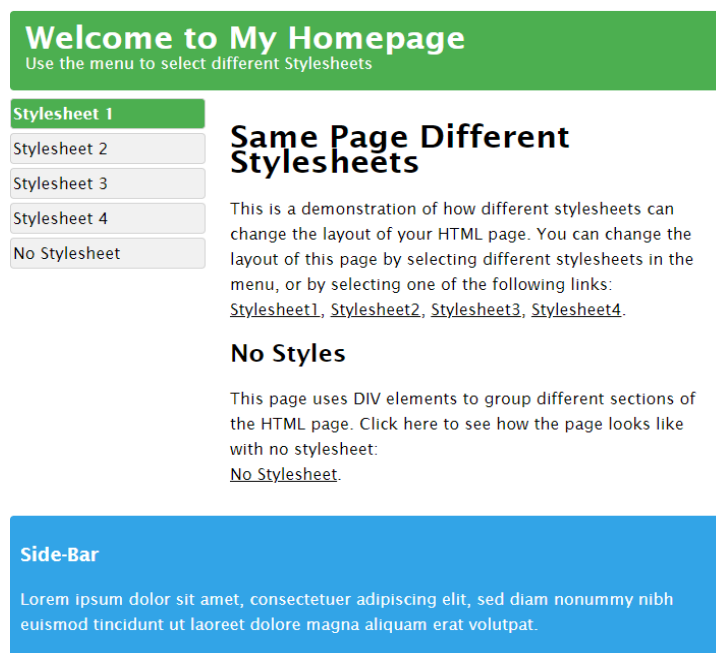 Welcome to My Homepage
Use the menu to select different Stylesheets
Stylesheet 1
Stylesheet 2
Stylesheet 3
Stylesheet 4
No Stylesheet
Same Page Different
Stylesheets
This is a demonstration of how different stylesheets can
change the layout of your HTML page. You can change the
layout of this page by selecting different stylesheets in the
menu, or by selecting one of the following links:
Stylesheet1, Stylesheet2, Stylesheet3, Stylesheet4.
No Styles
This page uses DIV elements to group different sections of
the HTML page. Click here to see how the page looks like
with no stylesheet:
No Stylesheet.
Side-Bar
Lorem ipsum dolor sit amet, consectetuer adipiscing elit, sed diam nonummy nibh
euismod tincidunt ut laoreet dolore magna aliquam erat volutpat.